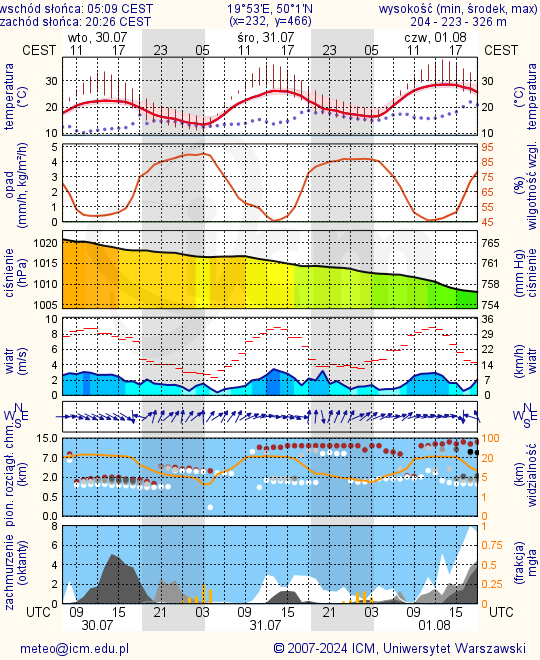 wschód słońca: 05:09 CEST 19°53'E, 50°1'N wysokość (min, środek, max)
zachód słońca: 20:26 CEST (x=232, y=466) 204 - 223 - 326 m
wto, 30.07 śro, 31.07 czw, 01.08
CEST 11 17 23 05 11 17 23 05 11 17 CEST
temperatura (°C)
30 30
20 20
10 10
temperatura (°C)
opad (mm/h, kg/m²/h)
5 95
4 85
3 75
2 65
1 55
0 45
wilgotność wzgl. (%)
ciśnienie (hPa)
1020 765
1015 761
1010 758
1005 754
ciśnienie (mm Hg)
wiatr (m/s)
10 36
8 29
6 22
4 14
2 7
0 0
wiatr (km/h)
N W E S
N W E S
pion. rozciągł. chm. (km)
15.0 100
7.0 20
2.0 5
0.5 1
0.0 0
widzialność (km)
zachmurzenie (oktanty)
8 1
6 0.75
4 0.5
2 0.25
0 0
(frakcja) mgła
UTC 09 15 21 03 09 15 21 03 09 15 UTC
30.07 31.07 01.08
meteo@icm.edu.pl © 2007-2024 ICM, Uniwersytet Warszawski